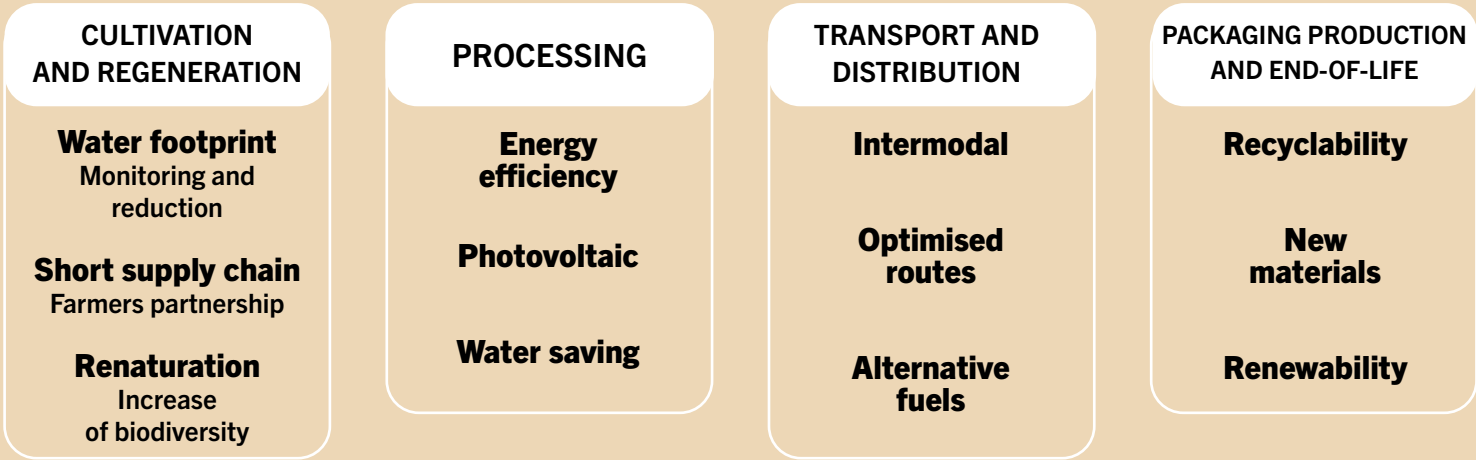 CULTIVATION
AND REGENERATION
Water footprint
Monitoring and
reduction
Short supply chain
Farmers partnership
Renaturation
Increase
of biodiversity
PROCESSING
Energy
efficiency
Photovoltaic
Water saving
TRANSPORT AND
DISTRIBUTION
Intermodal
Optimised
routes
Alternative
fuels
PACKAGING PRODUCTION
AND END-OF-LIFE
Recyclability
New
materials
Renewability